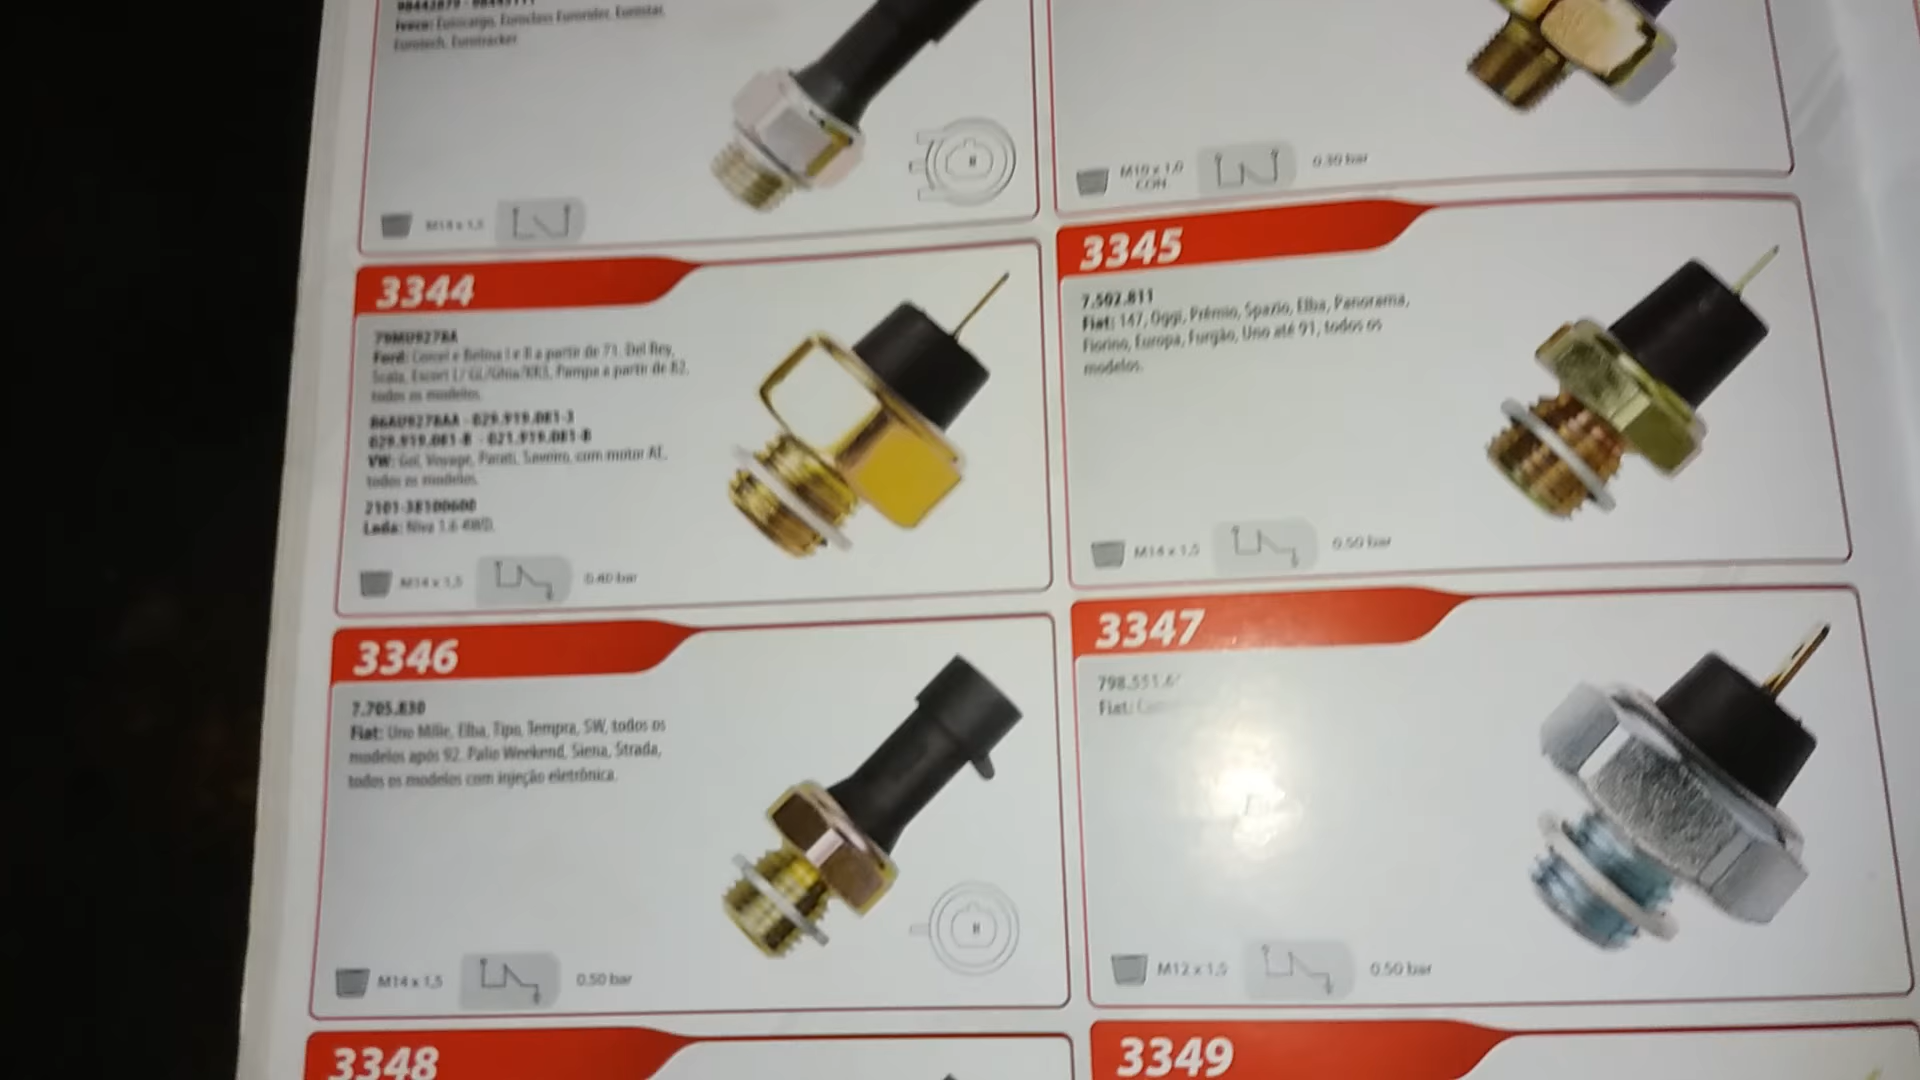 Iveco: Eurocargo, Euroclass Eurorider, Eurostar,
Eurotech, Eurotracker
M14 x 1,5
M10 x 1,0
CON.
0.30 bar
3344
79MU9278A
Ford: Corcel e Belina I e II a partir de 71. Del Rey,
Scala, Escort L/ GL/Ghia/XR3, Pampa a partir de 82,
todos os modelos.
86AU9278AA - 029.919.081-3
029.919.081-B - 021.919.081-B
VW: Gol, Voyage, Parati, Saveiro, com motor AE,
todos os modelos.
2101-38100600
Lada: Niva 1.6 4WD.
M14 x 1,5
0.40 bar
3345
7.502.811
Fiat: 147, Oggi, Prêmio, Spazio, Elba, Panorama,
Fiorino, Europa, Furgão, Uno até 91, todos os
modelos.
M14 x 1,5
0.50 bar
3346
7.705.830
Fiat: Uno Mille, Elba, Tipo, Tempra, SW, todos os
modelos após 92. Palio Weekend, Siena, Strada,
todos os modelos com injeção eletrônica.
M14 x 1,5
0.50 bar
3347
798.551.6
Fiat:
M12 x 1,5
0.50 bar
3348
3349